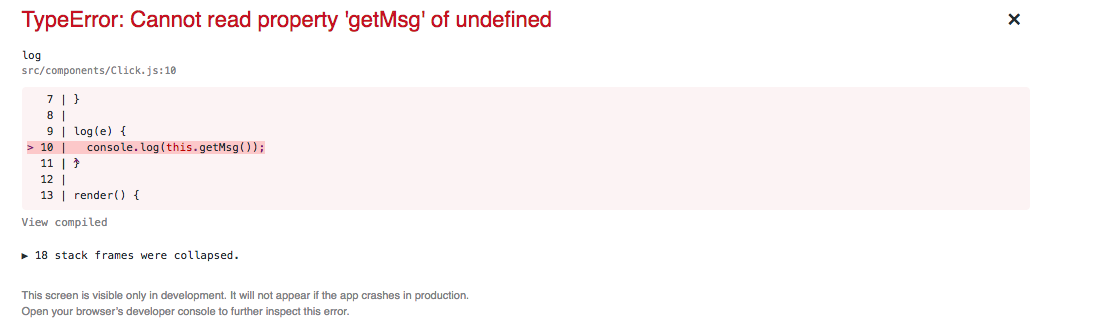 TypeError: Cannot read property 'getMsg' of undefined
×
log
src/components/Click.js:10
7 | }
8 |
9 | log(e) {
> 10 |   console.log(this.getMsg());
11 | }
12 |
13 | render() {
View compiled
▶ 18 stack frames were collapsed.
This screen is visible only in development. It will not appear if the app crashes in production.
Open your browser's developer console to further inspect this error.